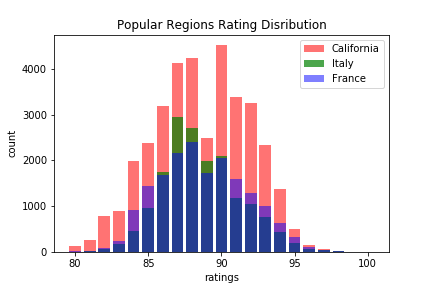 Popular Regions Rating Disribution
California
Italy
France
count
4000
3000
2000
1000
0
80 85 90 95 100
ratings